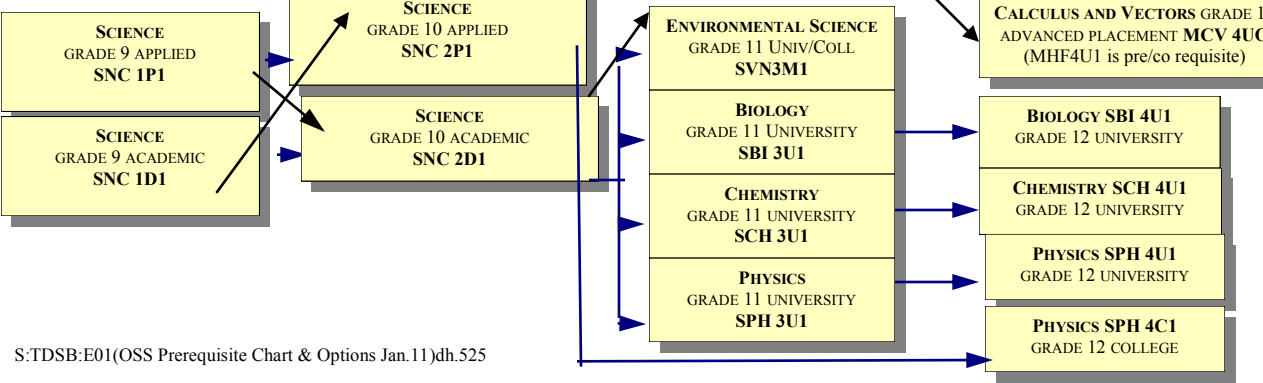 SCIENCE
GRADE 9 APPLIED
SNC 1P1
SCIENCE
GRADE 9 ACADEMIC
SNC 1D1
SCIENCE
GRADE 10 APPLIED
SNC 2P1
SCIENCE
GRADE 10 ACADEMIC
SNC 2D1
ENVIRONMENTAL SCIENCE
GRADE 11 UNIV/COLL
SVN3M1
BIOLOGY
GRADE 11 UNIVERSITY
SBI 3U1
CHEMISTRY
GRADE 11 UNIVERSITY
SCH 3U1
PHYSICS
GRADE 11 UNIVERSITY
SPH 3U1
CALCULUS AND VECTORS GRADE
ADVANCED PLACEMENT MCV
(MHF4U1 is pre/co requisite)
BIOLOGY SBI 4U1
GRADE 12 UNIVERSITY
CHEMISTRY SCH 4U1
GRADE 12 UNIVERSITY
PHYSICS SPH 4U1
GRADE 12 UNIVERSITY
PHYSICS SPH 4C1
GRADE 12 COLLEGE
S:TDSB:E01(OSS Prerequisite Chart & Options Jan.11)dh.525